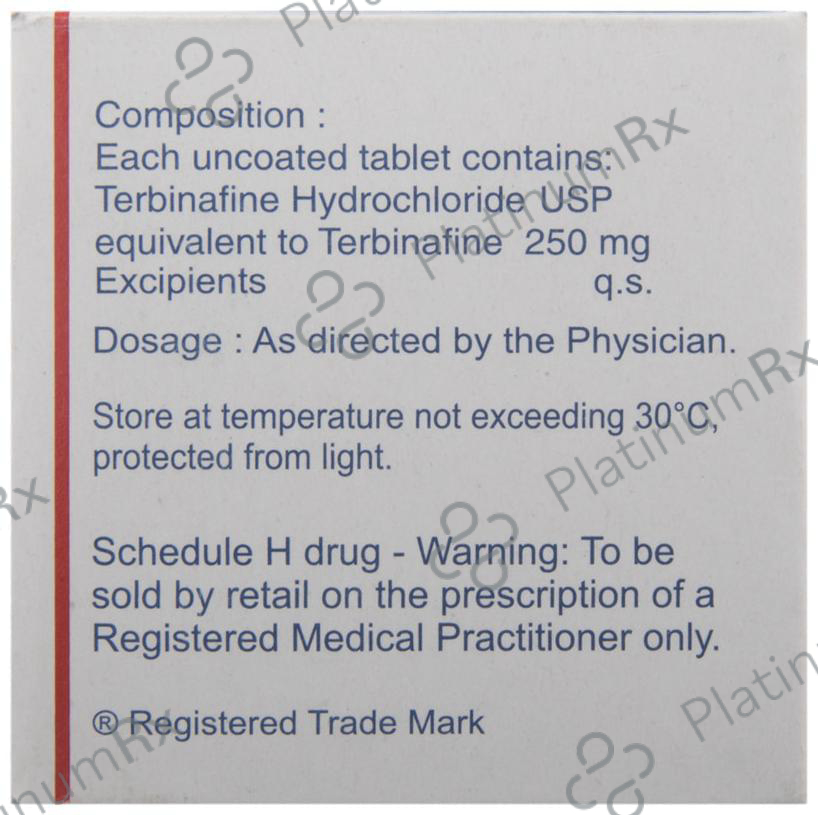 Composition :
Each uncoated tablet contains:
Terbinafine Hydrochloride USP
equivalent to Terbinafine 250 mg
Excipients q.s.
Dosage : As directed by the Physician.
Store at temperature not exceeding 30°C,
protected from light.
Schedule H drug - Warning: To be
sold by retail on the prescription of a
Registered Medical Practitioner only.
® Registered Trade Mark
PlatinumRx
PlatinumRx